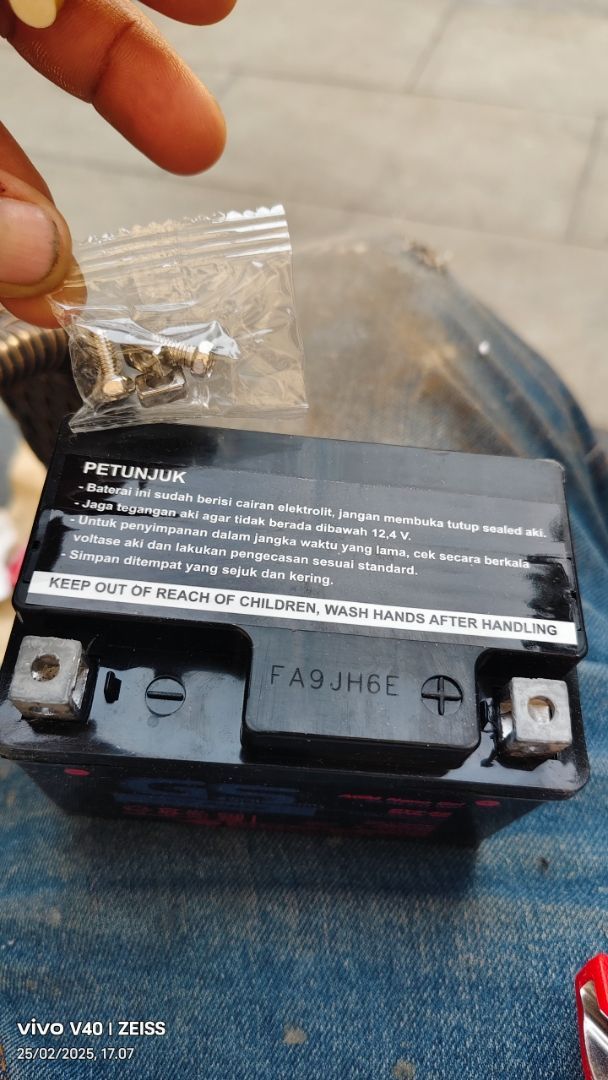 PETUNJUK
- Baterai ini sudah berisi cairan elektrolit, jangan membuka tutup sealed aki.
- Jaga tegangan aki agar tidak berada dibawah 12,4 V.
- Untuk penyimpanan dalam jangka waktu yang lama, cek secara berkala
voltase aki dan lakukan pengecasan sesuai standard.
- Simpan ditempat yang sejuk dan kering.
KEEP OUT OF REACH OF CHILDREN, WASH HANDS AFTER HANDLING
FA9JH6E
GS
vivo V40 | ZEISS
25/02/2025, 17.07